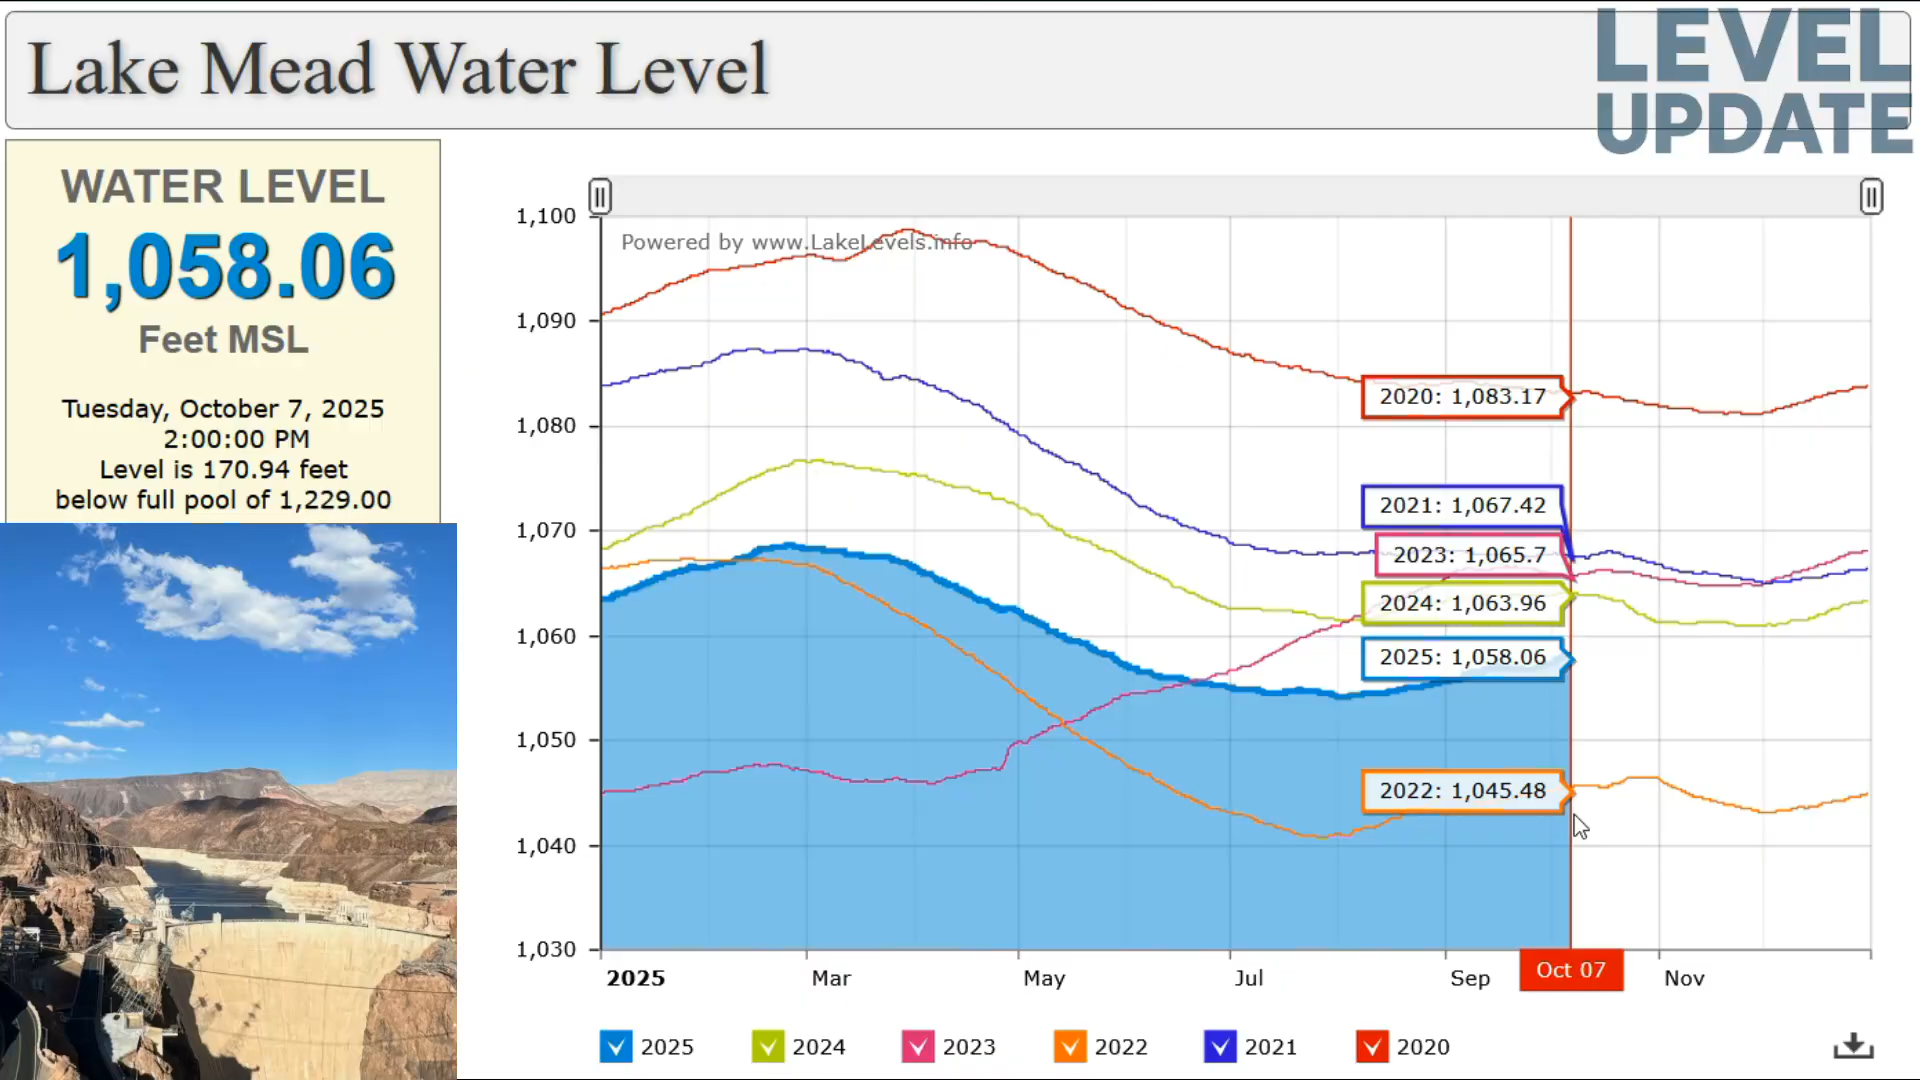 Lake Mead Water Level
LEVEL
UPDATE
WATER LEVEL
1,058.06
Feet MSL
Tuesday, October 7, 2025
2:00:00 PM
Level is 170.94 feet
below full pool of 1,229.00
1,100
1,090
1,080
1,070
1,060
1,050
1,040
1,030
Powered by www.LakeLevels.info
2020: 1,083.17
2021: 1,067.42
2023: 1,065.7
2024: 1,063.96
2025: 1,058.06
2022: 1,045.48
2025 Mar May Jul Sep Oct 07 Nov
2025 2024 2023 2022 2021 2020